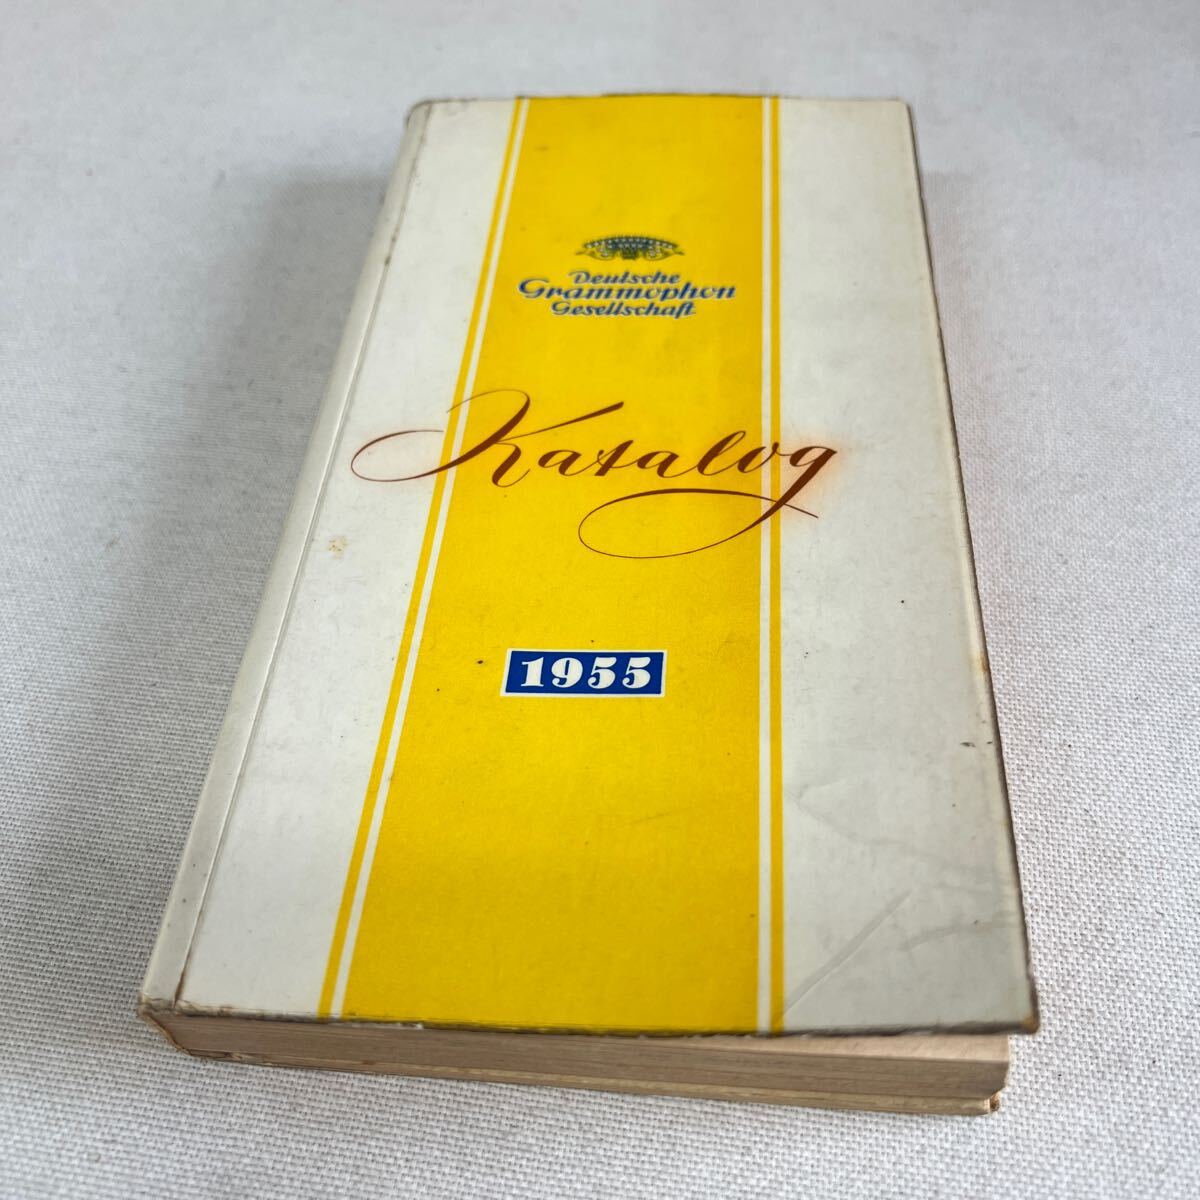 Deutsche
Grammophon
Gesellschaft
Katalog
1955